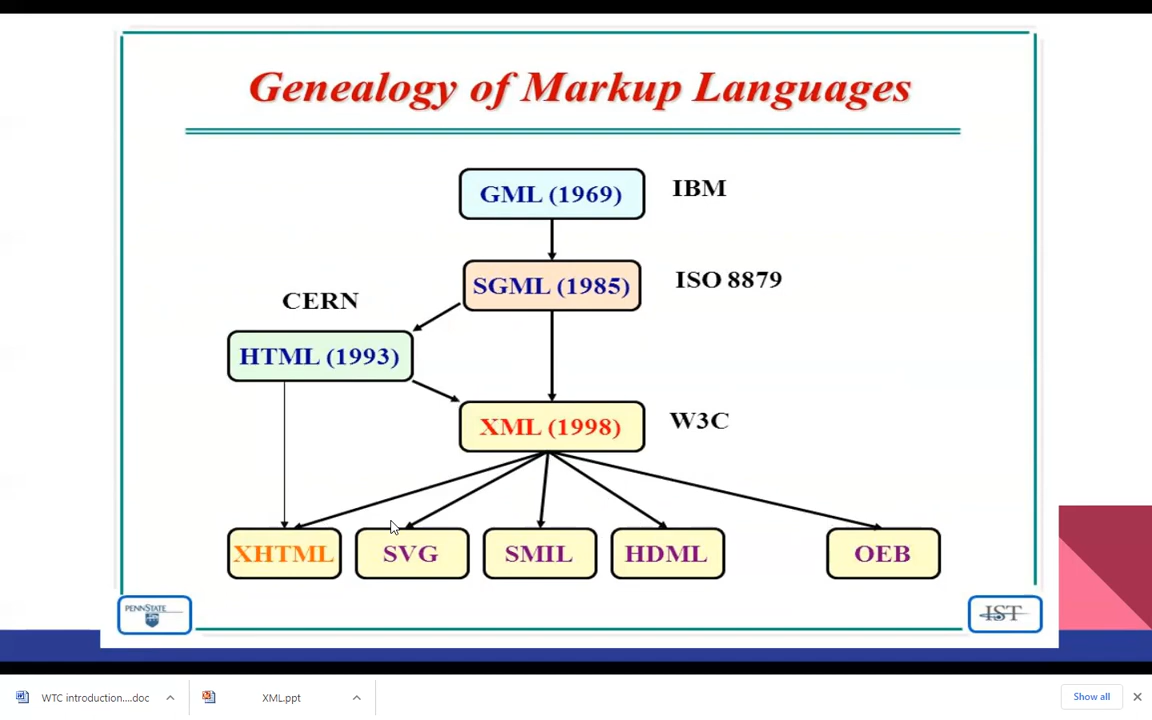 Genealogy of Markup Languages
GML (1969)
IBM
SGML (1985)
ISO 8879
CERN
HTML (1993)
XML (1998)
W3C
XHTML
SVG
SMIL
HDML
OEB
PENNSTATE
IST
WTC introduction....doc
XML.ppt
Show all